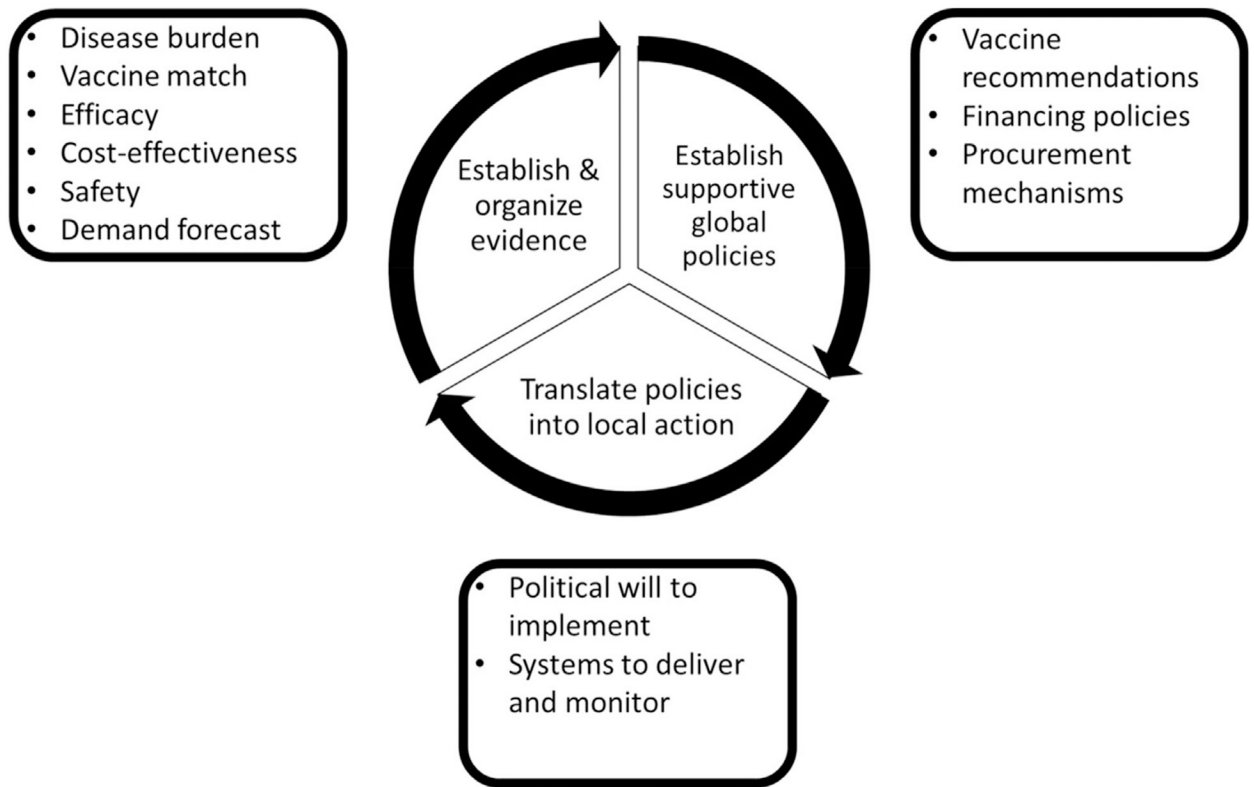 • Disease burden
• Vaccine match
• Efficacy
• Cost-effectiveness
• Safety
• Demand forecast
Establish &
organize
evidence
Establish
supportive
global
policies
• Vaccine
recommendations
• Financing policies
• Procurement
mechanisms
Translate policies
into local action
• Political will to
implement
• Systems to deliver
and monitor